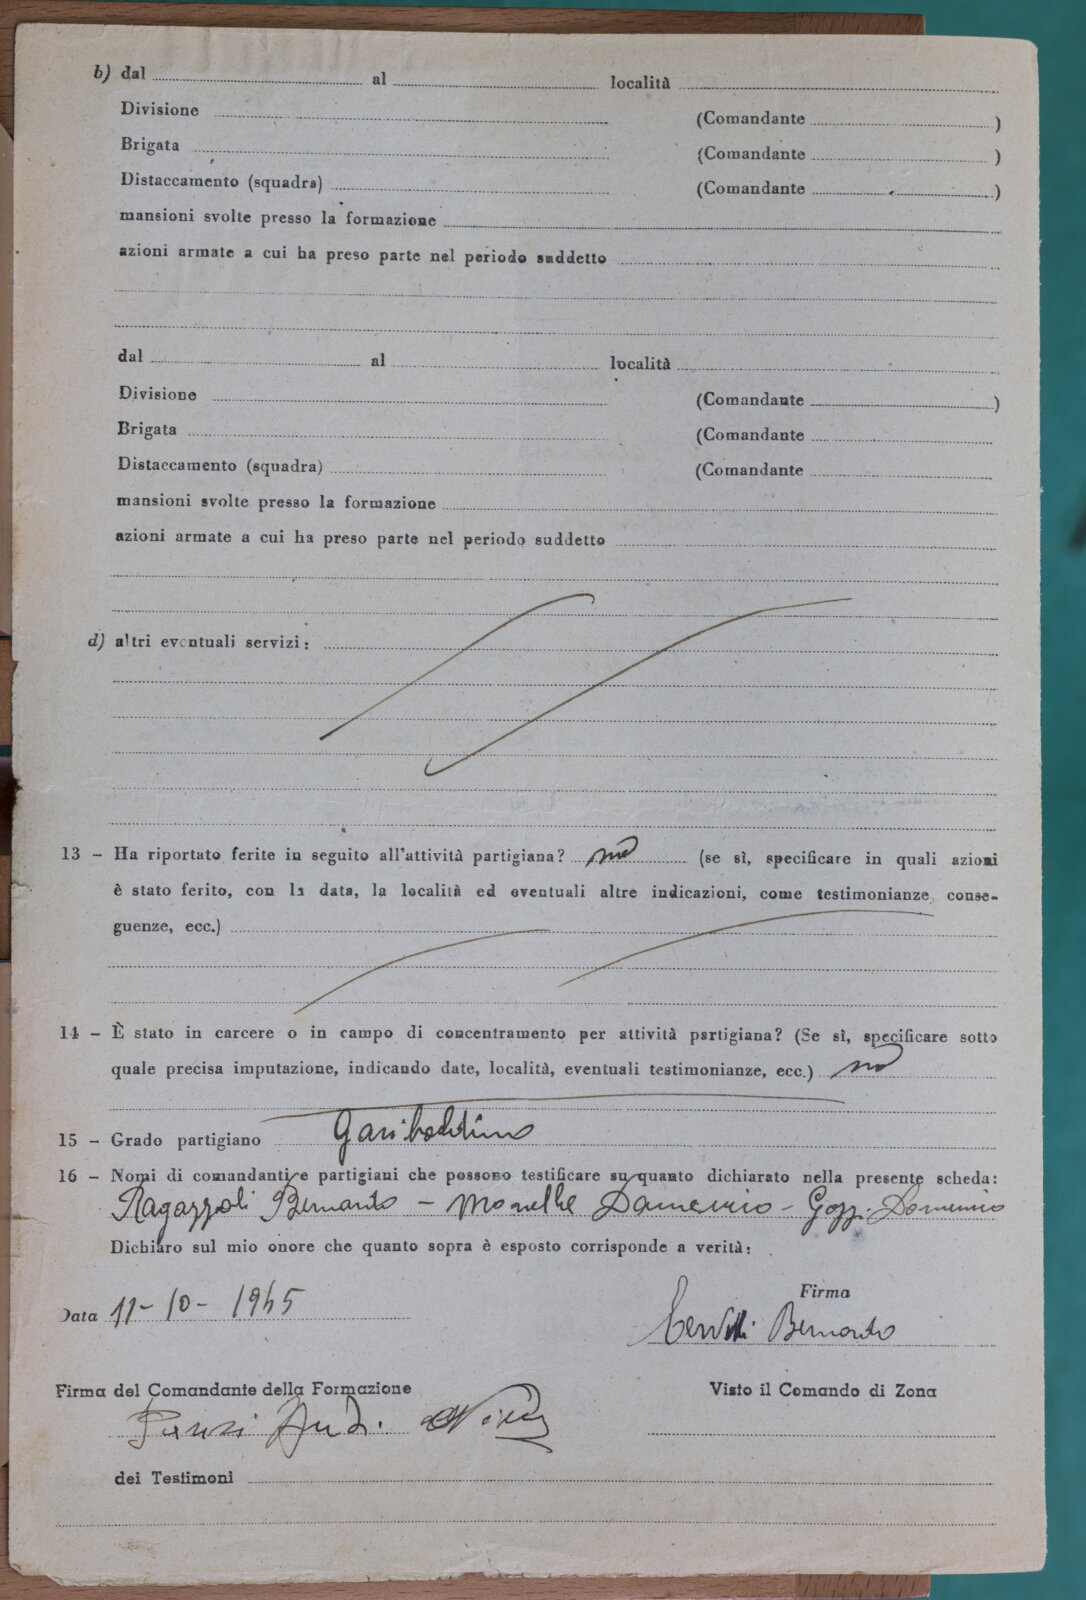 b) dal al località
Divisione (Comandante )
Brigata (Comandante )
Distaccamento (squadra) (Comandante )
mansioni svolte presso la formazione
azioni armate a cui ha preso parte nel periodo suddetto
dal al località
Divisione (Comandante )
Brigata (Comandante
Distaccamento (squadra) (Comandante
mansioni svolte presso la formazione
azioni armate a cui ha preso parte nel periodo suddetto
d) altri eventuali servizi:
13 – Ha riportato ferite in seguito all'attività partigiana? no (se sì, specificare in quali azioni
è stato ferito, con la data, la località ed eventuali altre indicazioni, come testimonianze, conse-
guenze, ecc.)
14 – È stato in carcere o in campo di concentramento per attività partigiana? (Se sì, specificare sotto
quale precisa imputazione, indicando date, località, eventuali testimonianze, ecc.) no
15 – Grado partigiano Garibaldino
16 – Nomi di comandanti e partigiani che possono testificare su quanto dichiarato nella presente scheda:
Ragazzoli Bernardo – Domenico – Gozzi Domenico
Dichiaro sul mio onore che quanto sopra è esposto corrisponde a verità:
Firma
Data 11-10-1945
Bernardo
Firma del Comandante della Formazione Visto il Comando di Zona
dei Testimoni